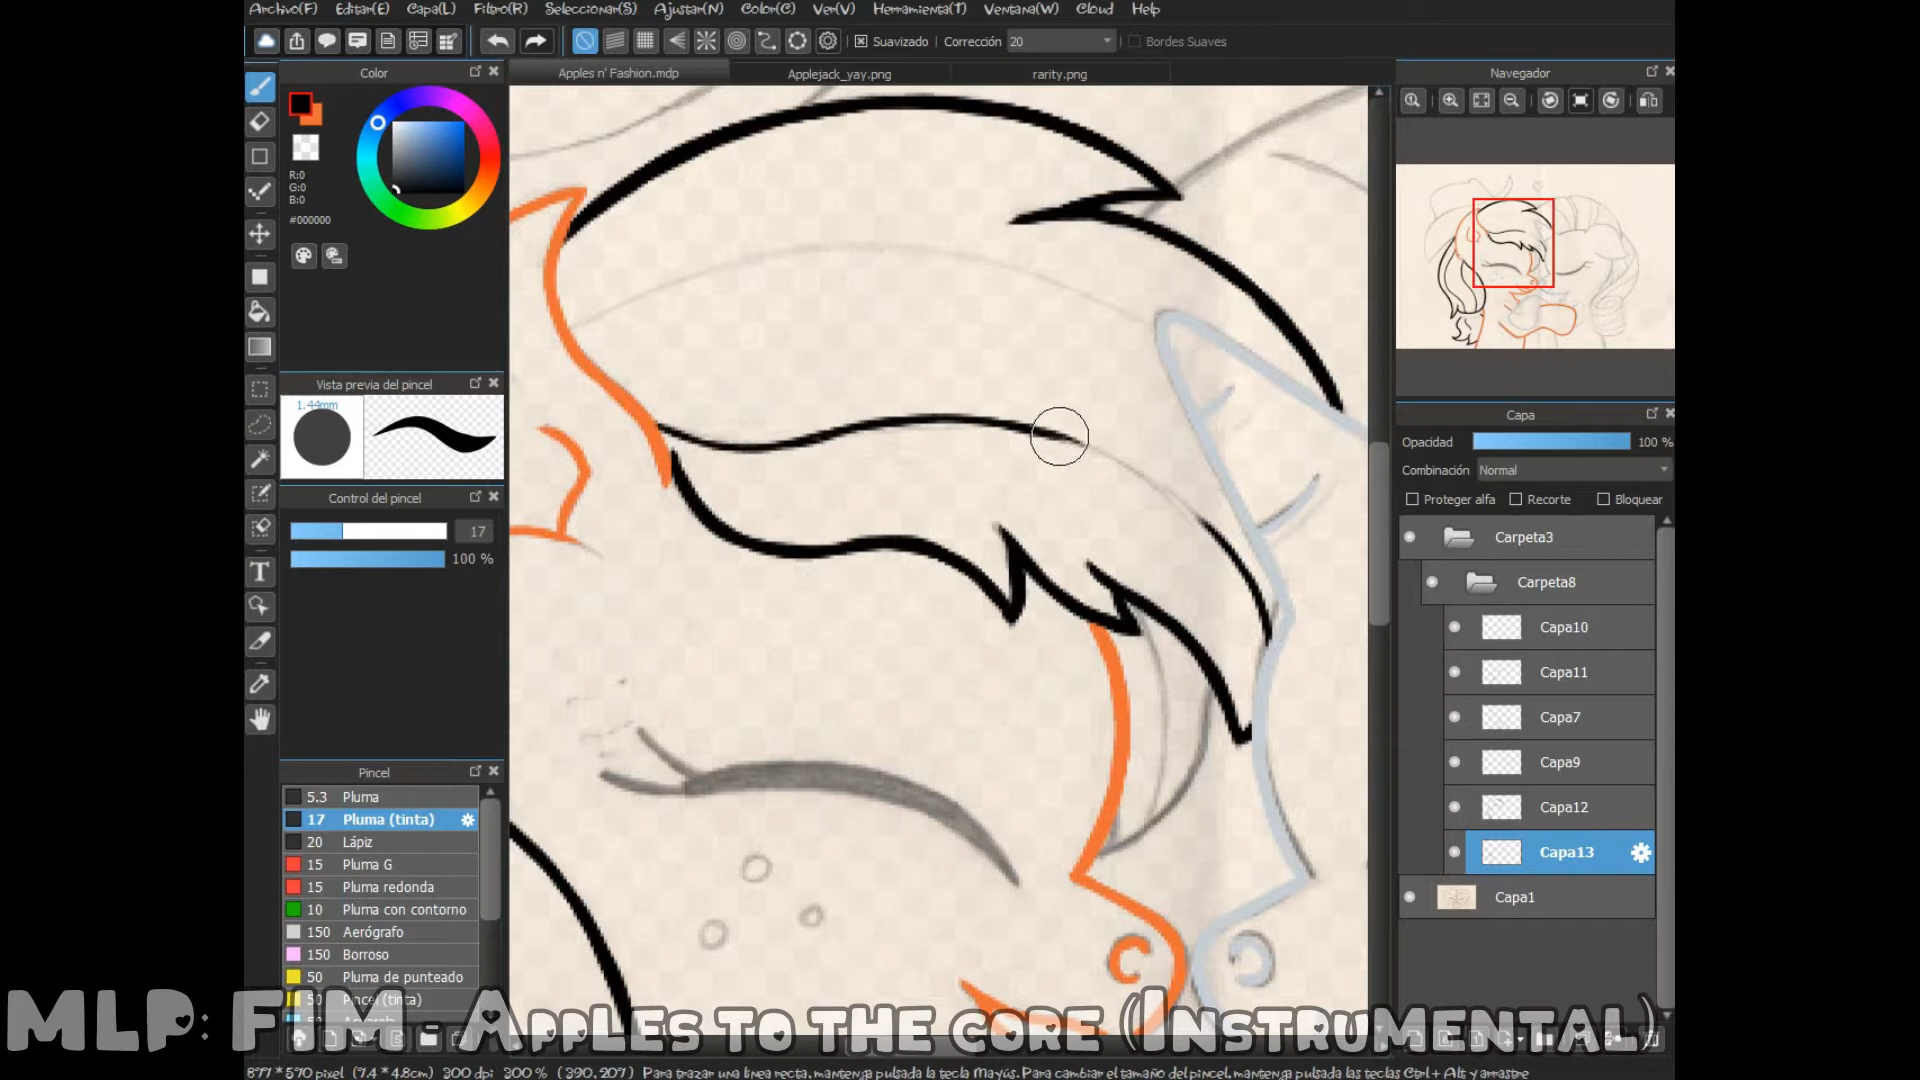 Archivo(F) Editar(E) Capa(L) Filtro(R) Seleccionar(S) Ajustar(N) Color(C) Ver(V) Herramienta(T) Ventana(W) Cloud Help
Suavizado Corrección 20 Bordes Suaves
Color
Apples n' Fashion.mdp Applejack_yay.png rarity.png
Navegador
R:0
G:0
B:0
#000000
Vista previa del pincel
1.44mm
Control del pincel
17
100 %
Pincel
5.3 Pluma
17 Pluma (tinta)
20 Lápiz
15 Pluma G
15 Pluma redonda
10 Pluma con contorno
150 Aerógrafo
150 Borroso
50 Pluma de punteado
50 Pincel (tinta)
Capa
Opacidad 100 %
Combinación Normal
Proteger alfa Recorte Bloquear
Carpeta3
Carpeta8
Capa10
Capa11
Capa7
Capa9
Capa12
Capa13
Capa1
MLP: FiM - Apples to the core (Instrumental)
877*570 pixel (7.4*4.8cm) 300 dpi 300 % (390, 207) Para trazar una línea recta, mantenga pulsada la tecla Mayús. Para cambiar el tamaño del pincel, mantenga pulsadas las teclas Ctrl + Alt y arrastre